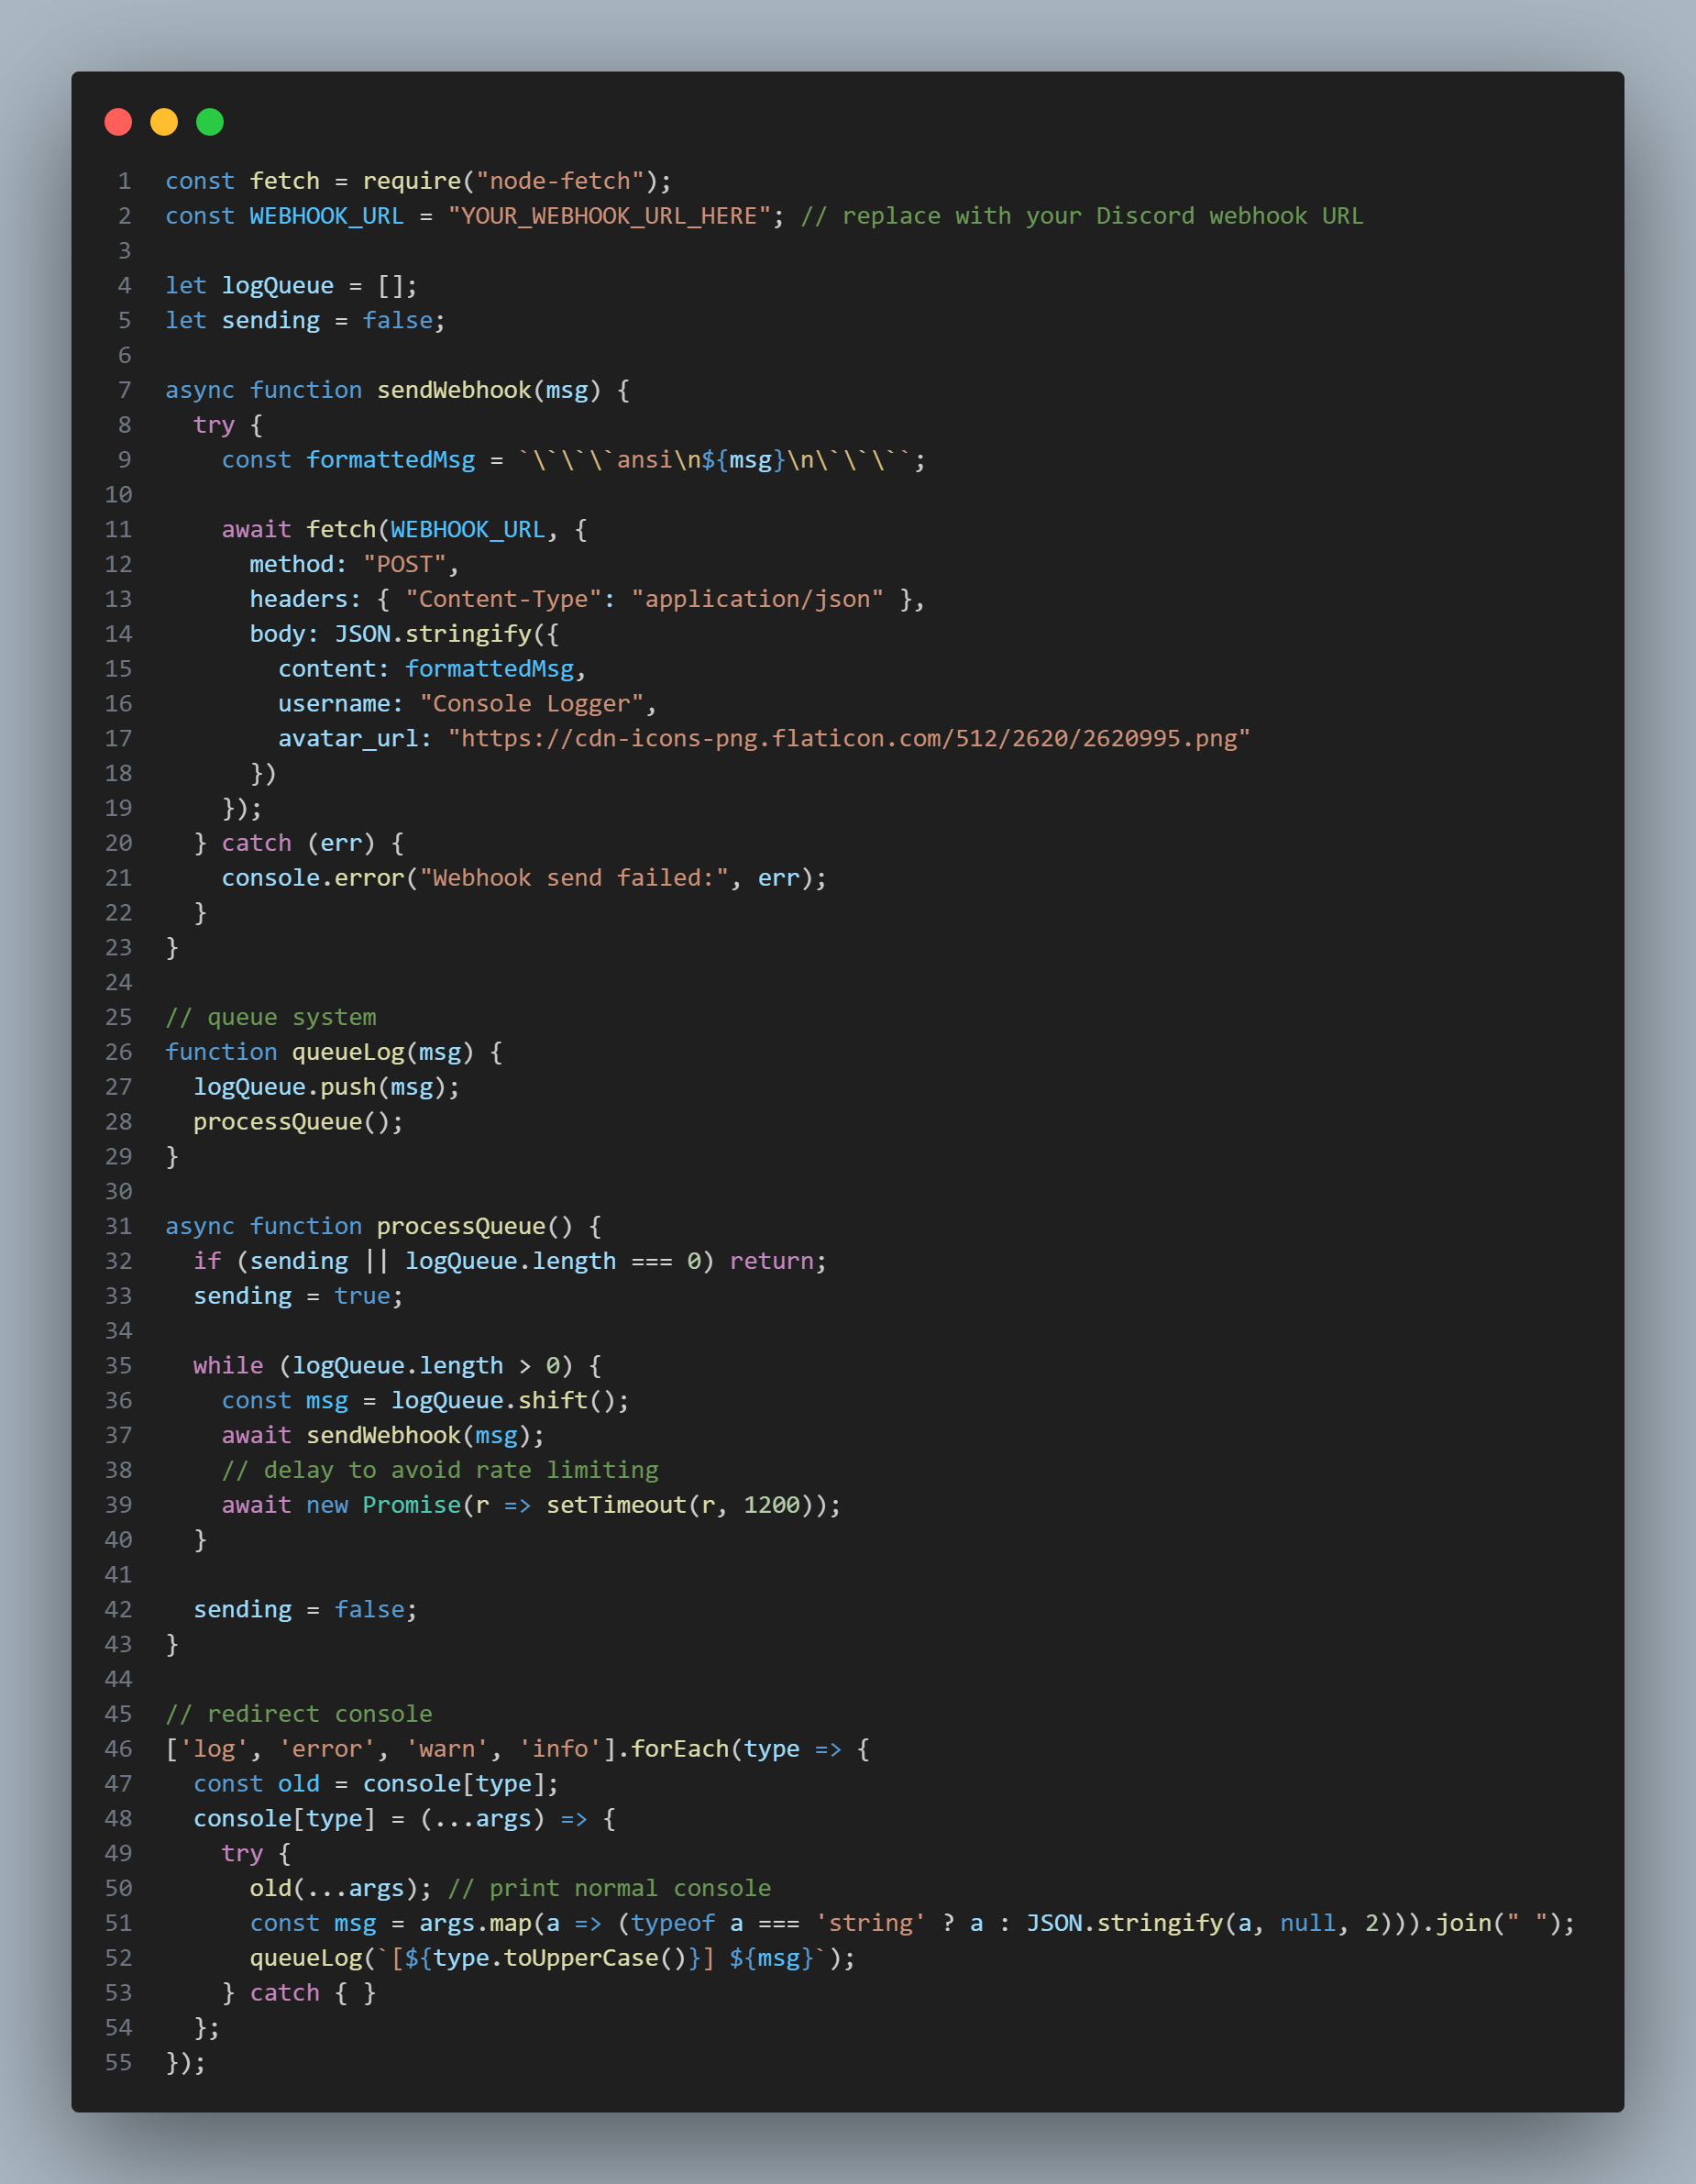 1 const fetch = require("node-fetch");
2 const WEBHOOK_URL = "YOUR_WEBHOOK_URL_HERE"; // replace with your Discord webhook URL
3
4 let logQueue = [];
5 let sending = false;
6
7 async function sendWebhook(msg) {
8   try {
9     const formattedMsg = `\`\`\`ansi\n${msg}\n\`\`\``;
10
11     await fetch(WEBHOOK_URL, {
12       method: "POST",
13       headers: { "Content-Type": "application/json" },
14       body: JSON.stringify({
15         content: formattedMsg,
16         username: "Console Logger",
17         avatar_url: "https://cdn-icons-png.flaticon.com/512/2620/2620995.png"
18       })
19     });
20   } catch (err) {
21     console.error("Webhook send failed:", err);
22   }
23 }
24
25 // queue system
26 function queueLog(msg) {
27   logQueue.push(msg);
28   processQueue();
29 }
30
31 async function processQueue() {
32   if (sending || logQueue.length === 0) return;
33   sending = true;
34
35   while (logQueue.length > 0) {
36     const msg = logQueue.shift();
37     await sendWebhook(msg);
38     // delay to avoid rate limiting
39     await new Promise(r => setTimeout(r, 1200));
40   }
41
42   sending = false;
43 }
44
45 // redirect console
46 ['log', 'error', 'warn', 'info'].forEach(type => {
47   const old = console[type];
48   console[type] = (...args) => {
49     try {
50       old(...args); // print normal console
51       const msg = args.map(a => (typeof a === 'string' ? a : JSON.stringify(a, null, 2))).join(" ");
52       queueLog(`[${type.toUpperCase()}] ${msg}`);
53     } catch { }
54   };
55 });